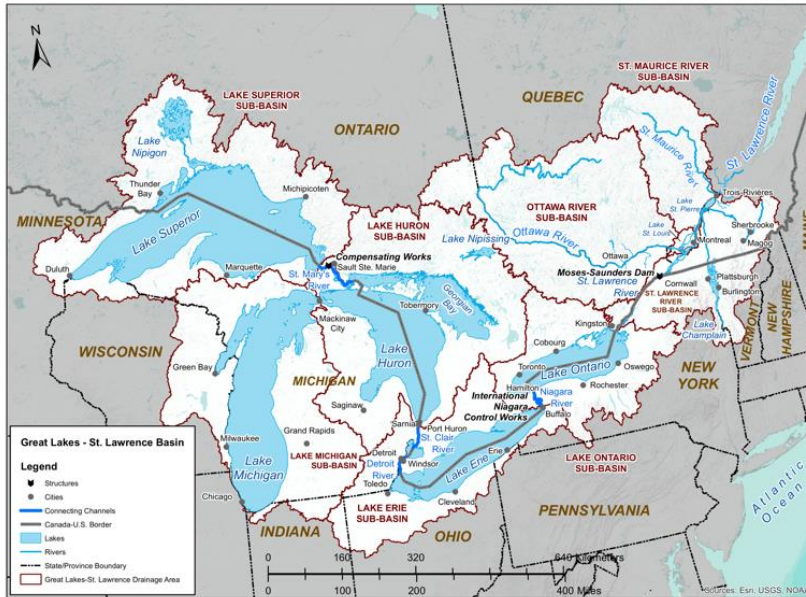 N
ST. MAURICE RIVER
SUB-BASIN
LAKE SUPERIOR
SUB-BASIN
QUEBEC
ONTARIO
Lake
Nipigon
St. Maurice River
St. Lawrence River
Thunder
Bay
Michipicoten
Trois-Rivières
Lake
St. Pierre
MINNESOTA
Lake Superior
LAKE HURON
SUB-BASIN
OTTAWA RIVER
SUB-BASIN
Lake Nipissing
Ottawa River
Lake
St. Louis
Sherbrooke
Magog
Montreal
Ottawa
Compensating Works
Sault Ste. Marie
Duluth
Marquette
St. Mary's
River
Moses-Saunders Dam
St. Lawrence
River
Cornwall
ST. LAWRENCE
RIVER
SUB-BASIN
Plattsburgh
Burlington
Georgian
Bay
Tobermory
Mackinaw
City
Kingston
Lake
Champlain
VERMONT
NEW
HAMPSHIRE
WISCONSIN
Green Bay
Lake
Huron
Cobourg
Toronto
Lake Ontario
Oswego
NEW
YORK
MICHIGAN
Hamilton
Rochester
International
Niagara
Control Works
Niagara
River
Buffalo
Saginaw
Sarnia
Port Huron
St. Clair
River
Grand Rapids
Milwaukee
Lake
Michigan
LAKE MICHIGAN
SUB-BASIN
Detroit
Windsor
Detroit
River
Lake Erie
Erie
LAKE ONTARIO
SUB-BASIN
Toledo
Cleveland
Chicago
LAKE ERIE
SUB-BASIN
INDIANA
OHIO
PENNSYLVANIA
Atlantic
Ocean
Great Lakes - St. Lawrence Basin
Legend
Structures
Cities
Connecting Channels
Canada-U.S. Border
Lakes
Rivers
State/Province Boundary
Great Lakes-St. Lawrence Drainage Area
0 160 320 640 Kilometers
0 100 200 400 Miles
Sources: Esri, USGS, NOAA